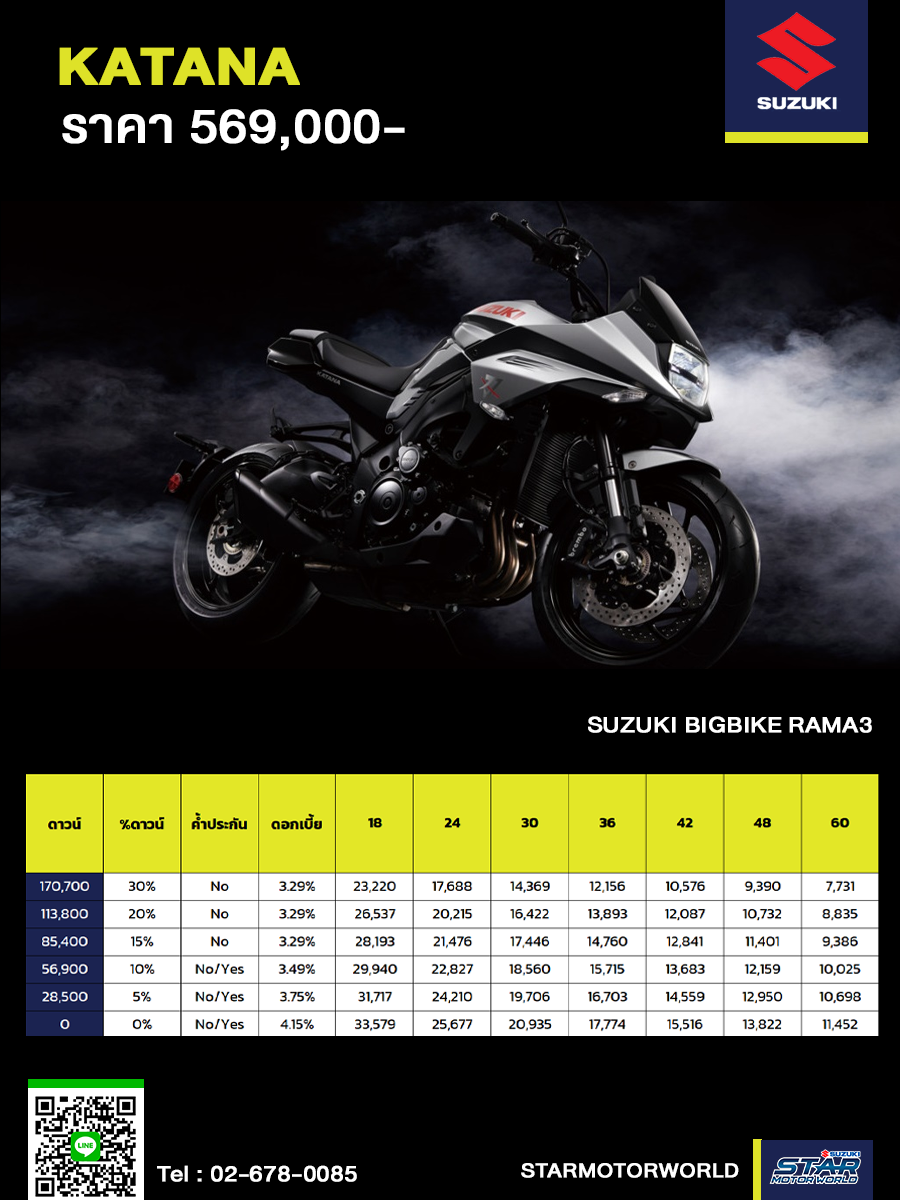 KATANA
ราคา 569,000-
SUZUKI
SUZUKI
KATANA
brembo
SUZUKI BIGBIKE RAMA3
ดาวน์ %ดาวน์ ค้ำประกัน ดอกเบี้ย 18 24 30 36 42 48 60
170,700 30% No 3.29% 23,220 17,688 14,369 12,156 10,576 9,390 7,731
113,800 20% No 3.29% 26,537 20,215 16,422 13,893 12,087 10,732 8,835
85,400 15% No 3.29% 28,193 21,476 17,446 14,760 12,841 11,401 9,386
56,900 10% No/Yes 3.49% 29,940 22,827 18,560 15,715 13,683 12,159 10,025
28,500 5% No/Yes 3.75% 31,717 24,210 19,706 16,703 14,559 12,950 10,698
0 0% No/Yes 4.15% 33,579 25,677 20,935 17,774 15,516 13,822 11,452
LINE
Tel : 02-678-0085
STARMOTORWORLD
SUZUKI
STAR
MOTOR WORLD